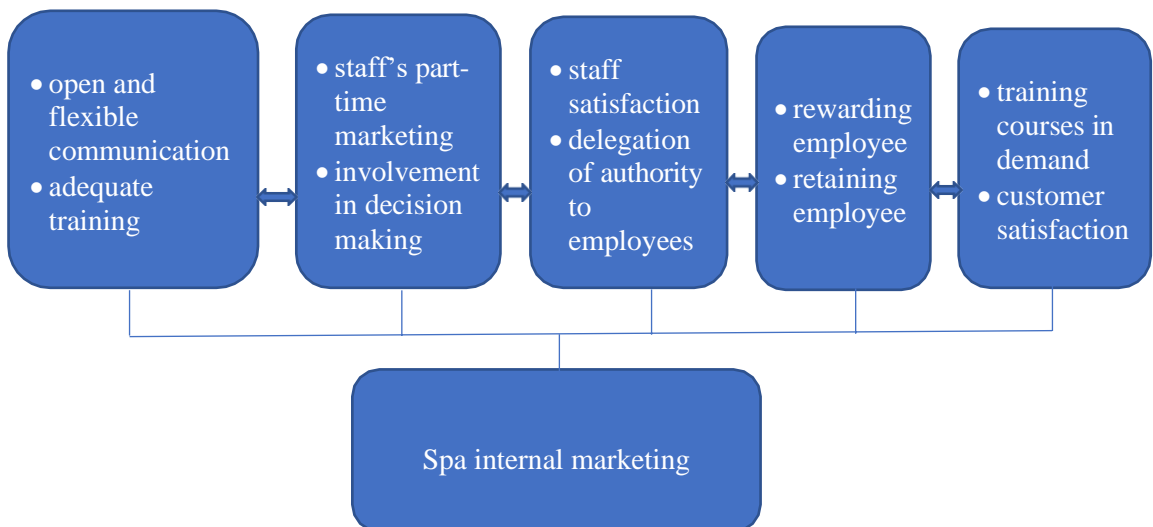 • open and
flexible
communication
• adequate
training
• staff’s part-
time
marketing
• involvement
in decision
making
• staff
satisfaction
• delegation
of authority
to
employees
• rewarding
employee
• retaining
employee
• training
courses in
demand
• customer
satisfaction
Spa internal marketing